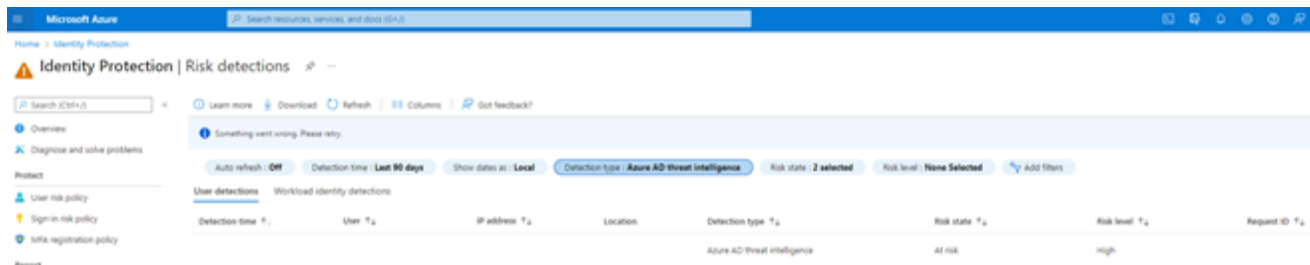 Microsoft Azure
Search resources, services, and docs (G+/)
Home > Identity Protection
Identity Protection | Risk detections
Search (Ctrl+/)
Learn more Download Refresh Columns Got feedback?
Overview
Something went wrong. Please retry.
Diagnose and solve problems
Auto refresh : Off Detection time : Last 90 days Show dates as : Local Detection type : Azure AD threat intelligence Risk state : 2 selected Risk level : None Selected Add filters
Protect
User detections Workload identity detections
User risk policy
Sign-in risk policy
Detection time User IP address Location Detection type Risk state Risk level Request ID
MFA registration policy
Azure AD threat intelligence At risk High
Report